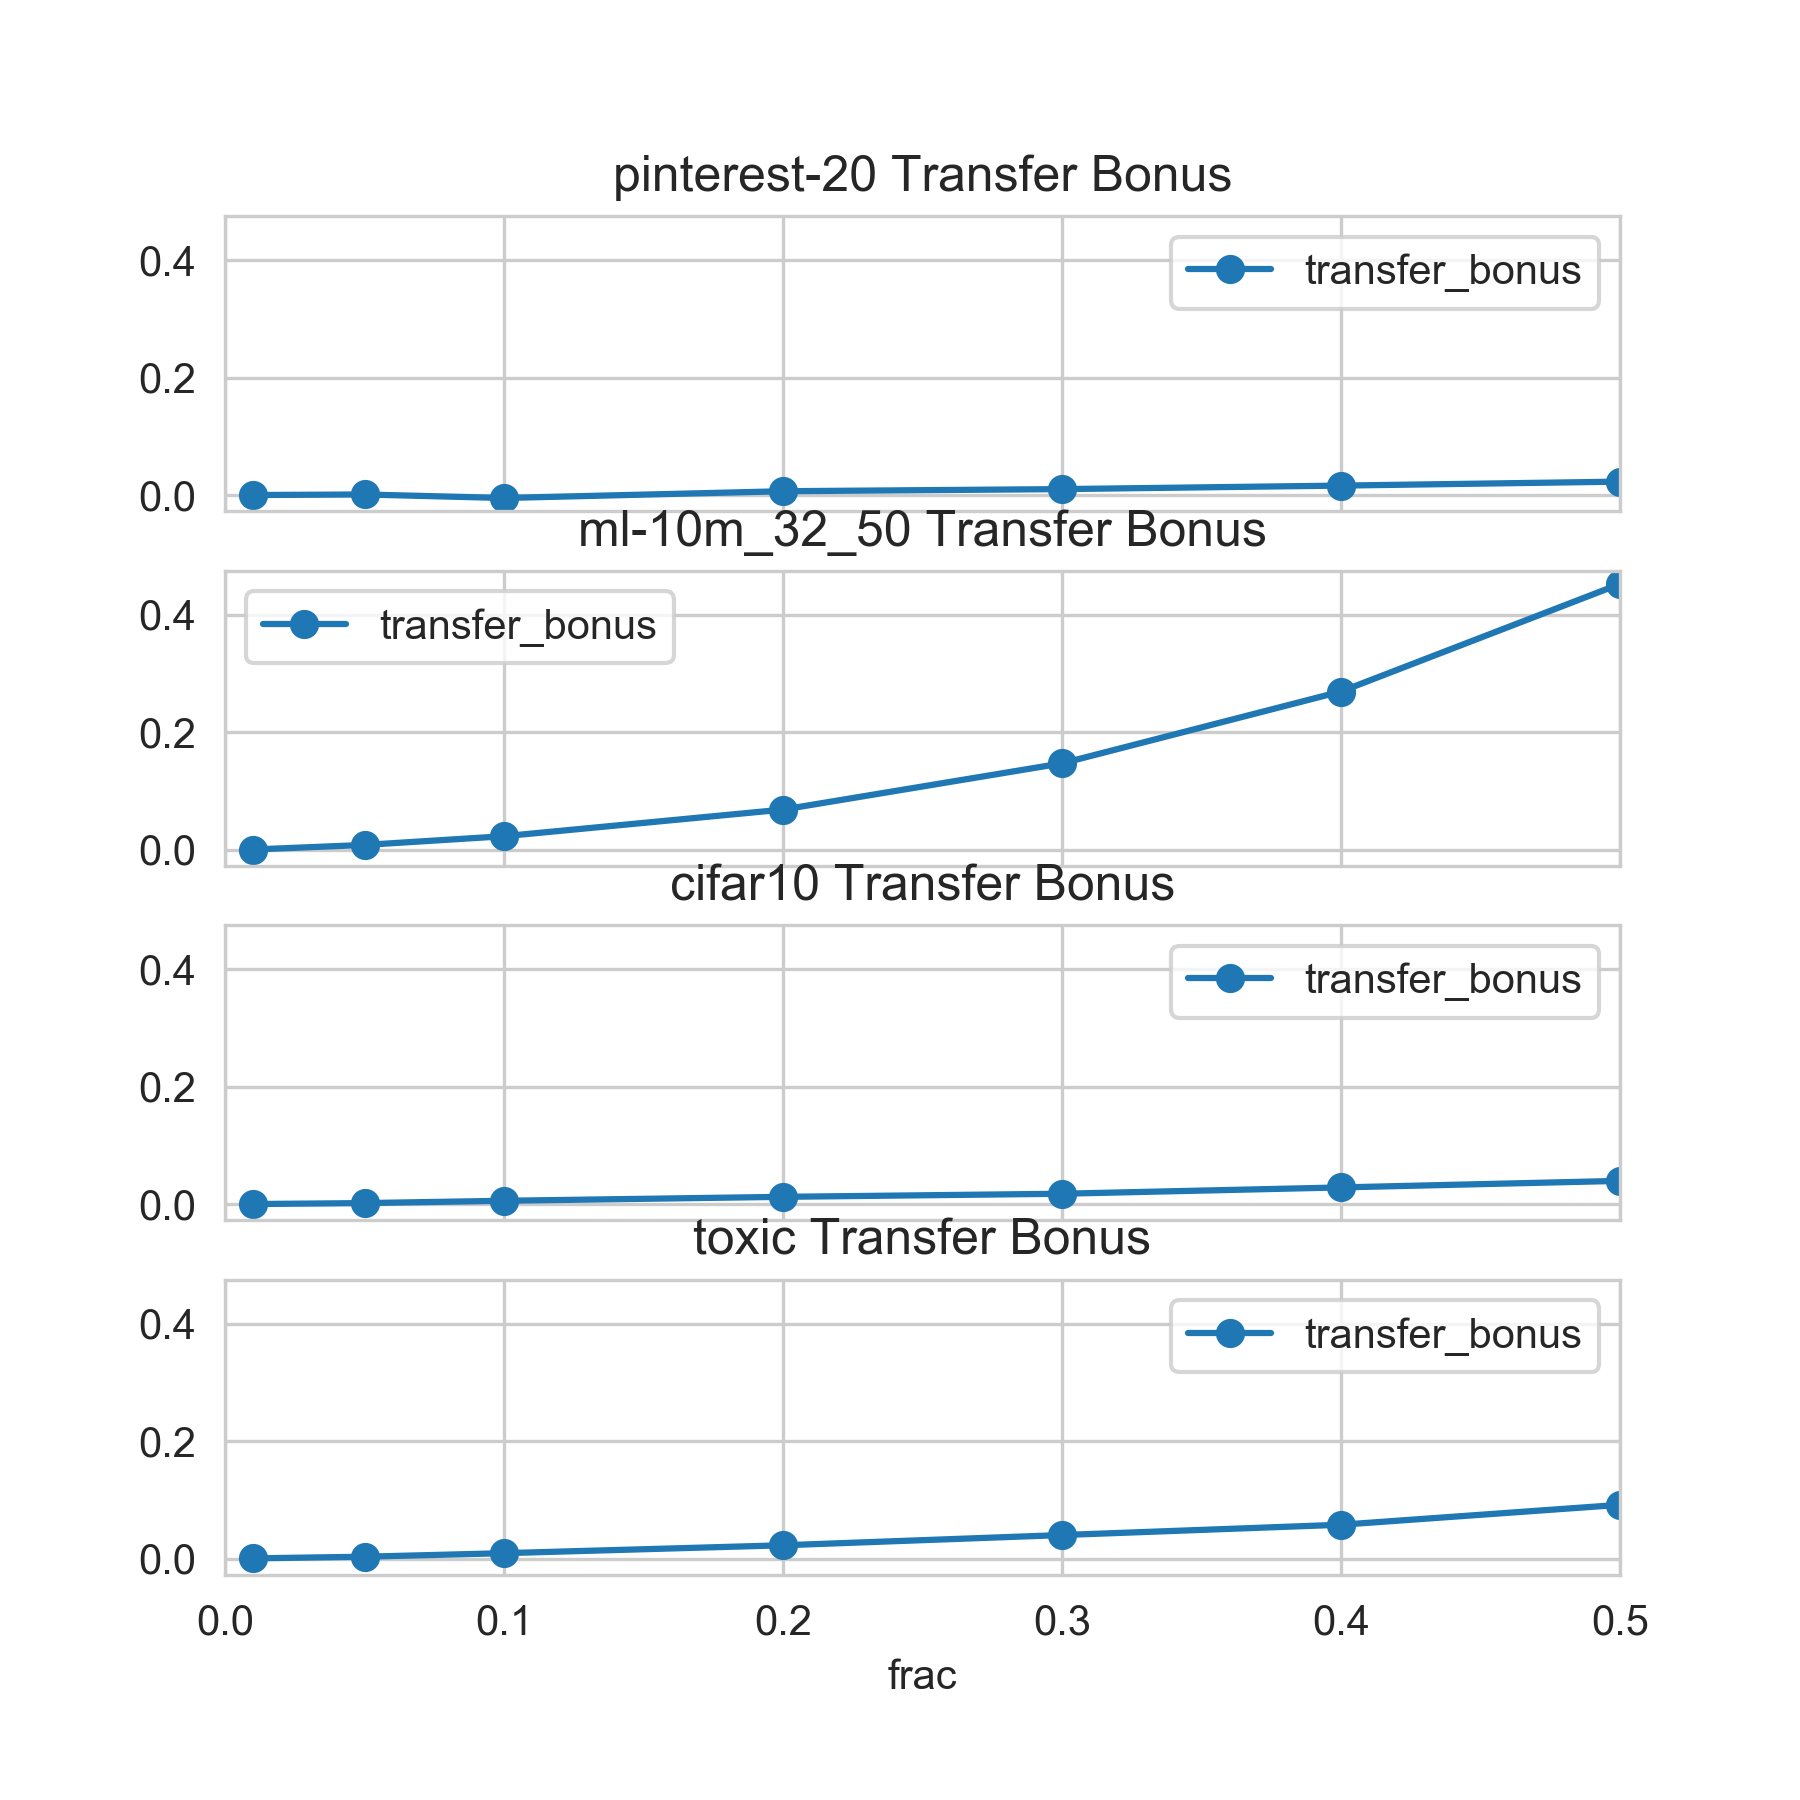 pinterest-20 Transfer Bonus
0.4
transfer_bonus
0.2
0.0
ml-10m_32_50 Transfer Bonus
0.4
transfer_bonus
0.2
0.0
cifar10 Transfer Bonus
0.4
transfer_bonus
0.2
0.0
toxic Transfer Bonus
0.4
transfer_bonus
0.2
0.0
0.0 0.1 0.2 0.3 0.4 0.5
frac